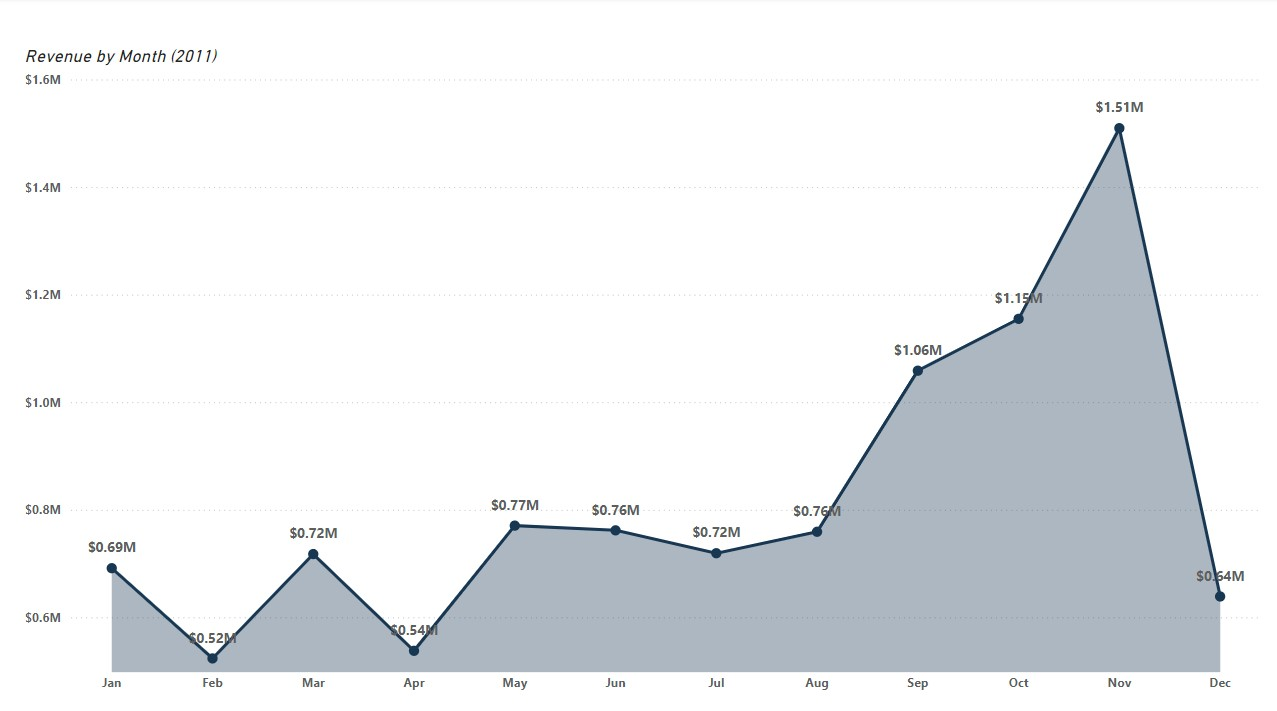 Revenue by Month (2011)
$1.6M
$1.51M
$1.4M
$1.2M
$1.15M
$1.06M
$1.0M
$0.8M
$0.77M
$0.76M
$0.76M
$0.72M
$0.72M
$0.69M
$0.64M
$0.6M
$0.54M
$0.52M
Jan Feb Mar Apr May Jun Jul Aug Sep Oct Nov Dec